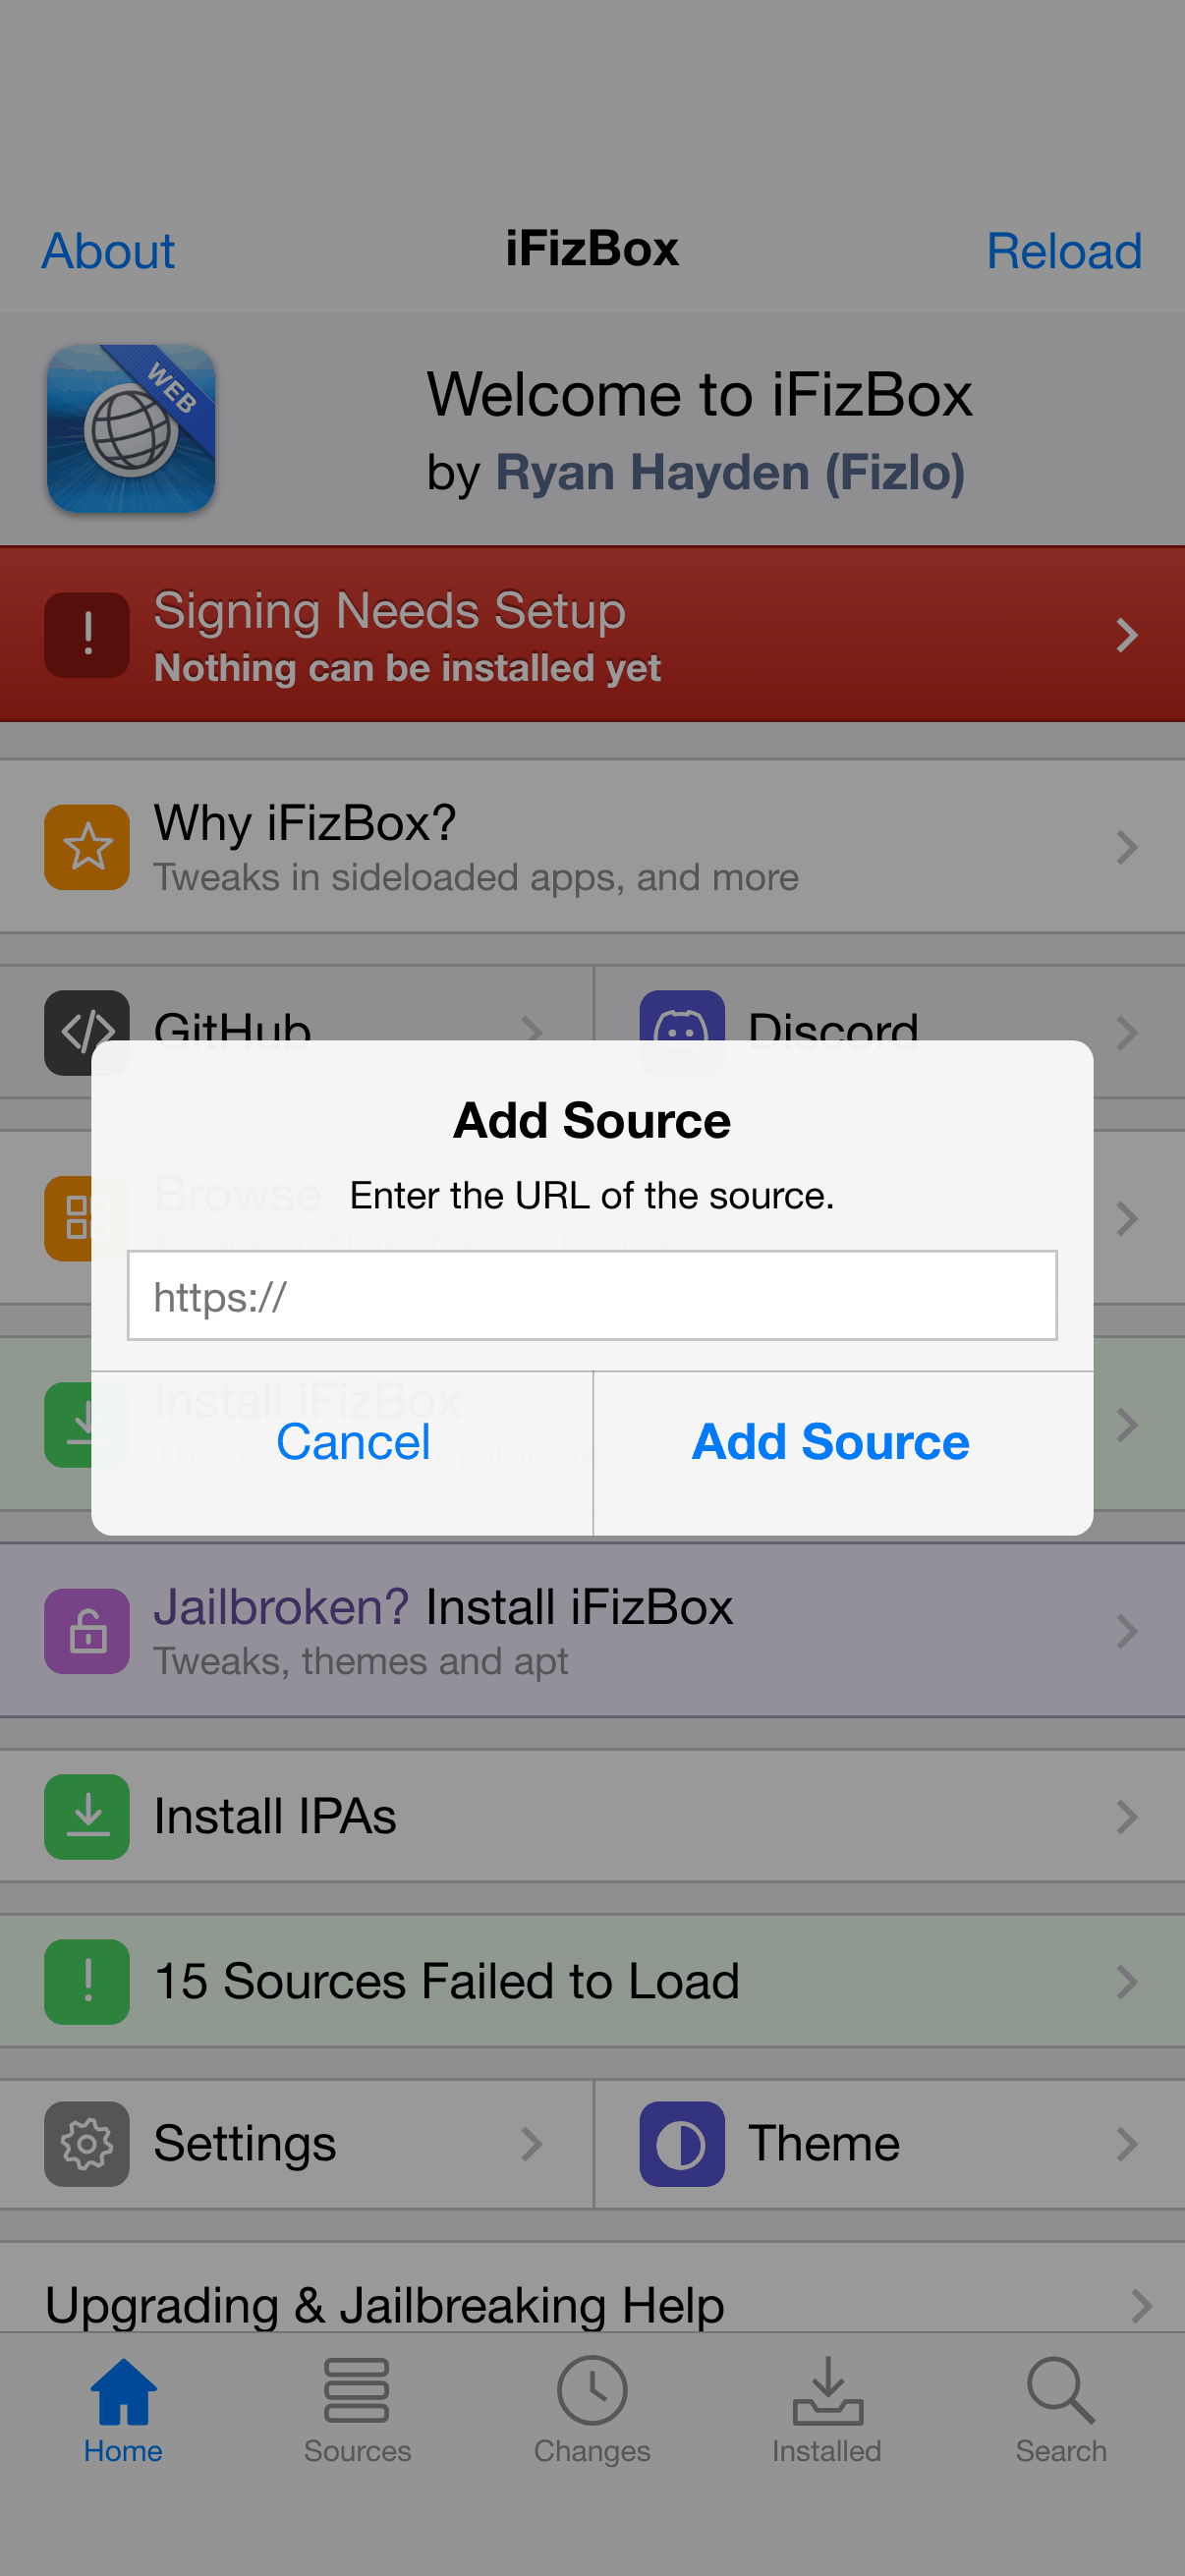 About
iFizBox
Reload
WEB
Welcome to iFizBox
by Ryan Hayden (Fizlo)
Signing Needs Setup
Nothing can be installed yet
Why iFizBox?
Tweaks in sideloaded apps, and more
GitHub
Discord
Add Source
Browse
Enter the URL of the source.
https://
Install iFizBox
Cancel
Add Source
Jailbroken? Install iFizBox
Tweaks, themes and apt
Install IPAs
15 Sources Failed to Load
Settings
Theme
Upgrading & Jailbreaking Help
Home
Sources
Changes
Installed
Search